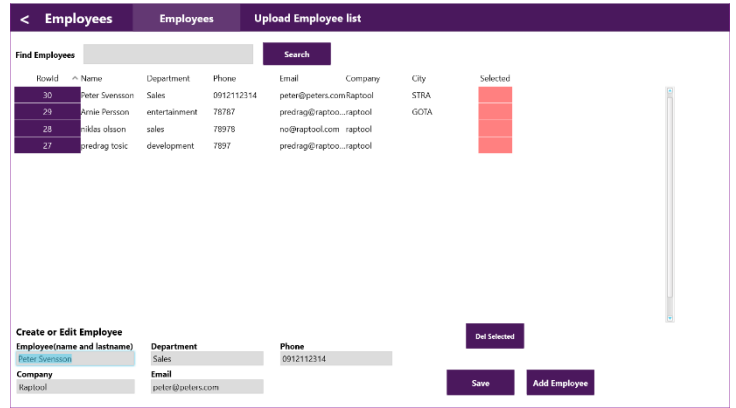 < Employees Employees Upload Employee list
Find Employees Search
RowId Name Department Phone Email Company City Selected
30 Peter Svensson Sales 0912112314 peter@peters.com Raptool STRA
29 Arnie Persson entertainment 78787 predrag@raptoo... raptool GOTA
28 niklas olsson sales 78978 no@raptool.com raptool
27 predrag tosic development 7897 predrag@raptoo... raptool
Create or Edit Employee Del Selected
Employee(name and lastname) Department Phone
Peter Svensson Sales 0912112314
Company Email
Raptool peter@peters.com Save Add Employee